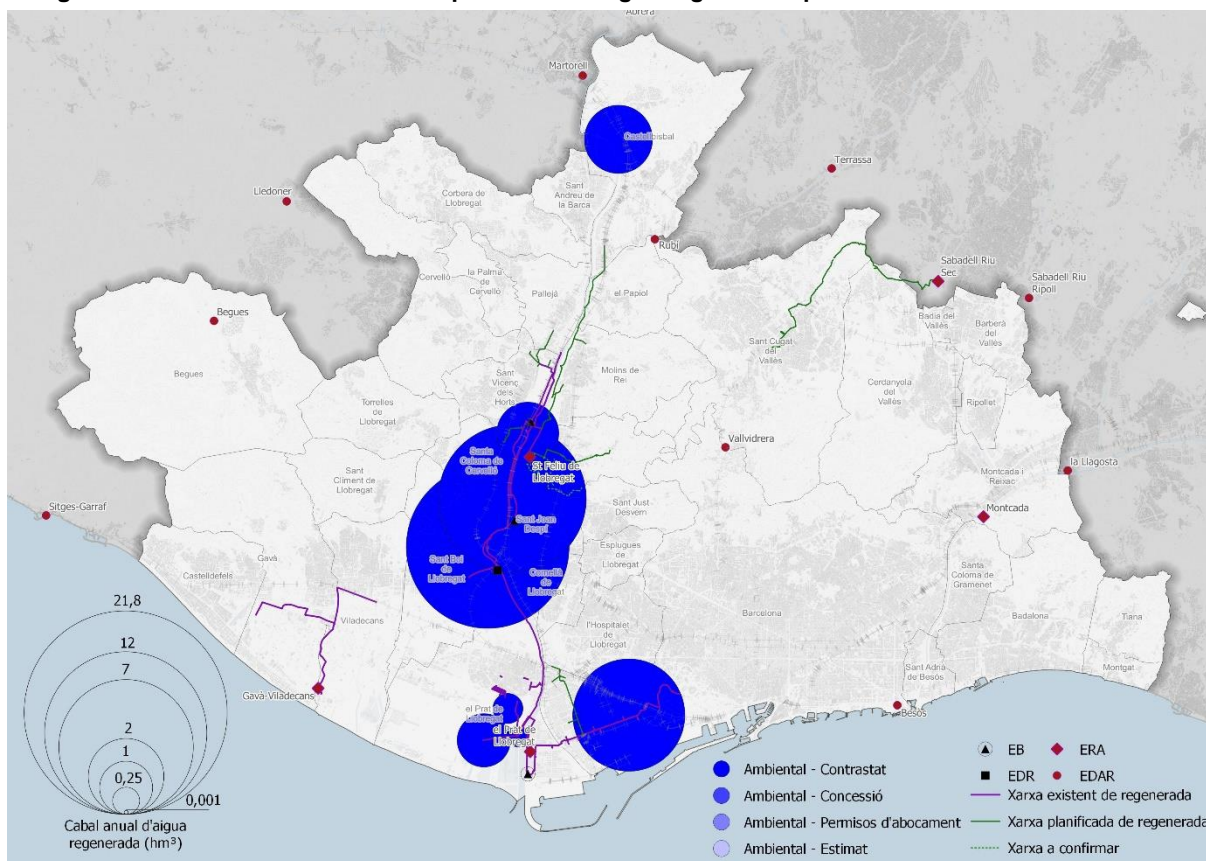 Abrera
Martorell
Castellbisbal
Terrassa
Lledoner
Corbera de
Llobregat
Sant
Andreu de
la Barca
Rubí
Cervelló
la Palma
de
Cervelló
Pallejà
el Papiol
Sabadell Riu
Sec
Sabadell Riu
Ripoll
Begues
Begues
Badia del
Vallès
Barberà
del
Vallès
Sant Cugat
del
Vallès
Sant
Vicenç
dels
Horts
Molins de
Rei
Cerdanyola
del
Vallès
Ripollet
Torrelles de
Llobregat
Santa
Coloma de
Cervelló
Vallvidrera
St Feliu de
Llobregat
la Llagosta
Sant
Climent de
Llobregat
Montcada i
Reixac
Sitges-Garraf
Sant Joan
Despí
Sant Just
Desvern
Montcada
Gavà
Castelldefels
Sant Boi
de
Llobregat
Cornellà
de
Llobregat
Esplugues
de
Llobregat
Santa
Coloma de
Gramenet
Badalona
Tiana
Viladecans
l'Hospitalet
de
Llobregat
Barcelona
Sant Adrià
de Besòs
Montgat
Gavà-Viladecans
el Prat de
Llobregat
el Prat de
Llobregat
Besòs
21,8
12
7
2
1
0,25
0,001
Cabal anual d'aigua
regenerada (hm³)
Ambiental - Contrastat
Ambiental - Concessió
Ambiental - Permisos d'abocament
Ambiental - Estimat
EB
ERA
EDR
EDAR
Xarxa existent de regenerada
Xarxa planificada de regenerada
Xarxa a confirmar